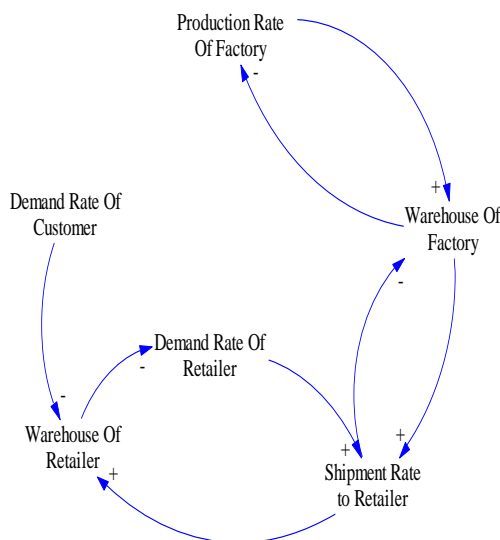 Production Rate
Of Factory
-
+
Warehouse Of
Factory
-
Demand Rate Of
Customer
Demand Rate Of
Retailer
-
-
Warehouse Of
Retailer
+
+
+
Shipment Rate
to Retailer